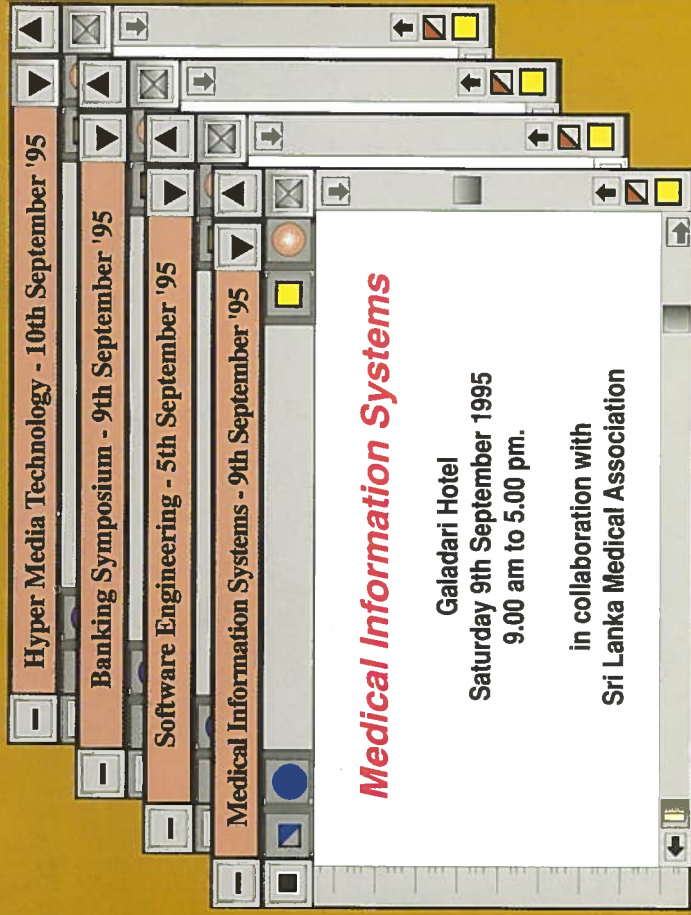 Hyper Media Technology - 10th September '95
Banking Symposium - 9th September '95
Software Engineering - 5th September '95
Medical Information Systems - 9th September '95
Medical Information Systems
Galadari Hotel
Saturday 9th September 1995
9.00 am to 5.00 pm.
in collaboration with
Sri Lanka Medical Association